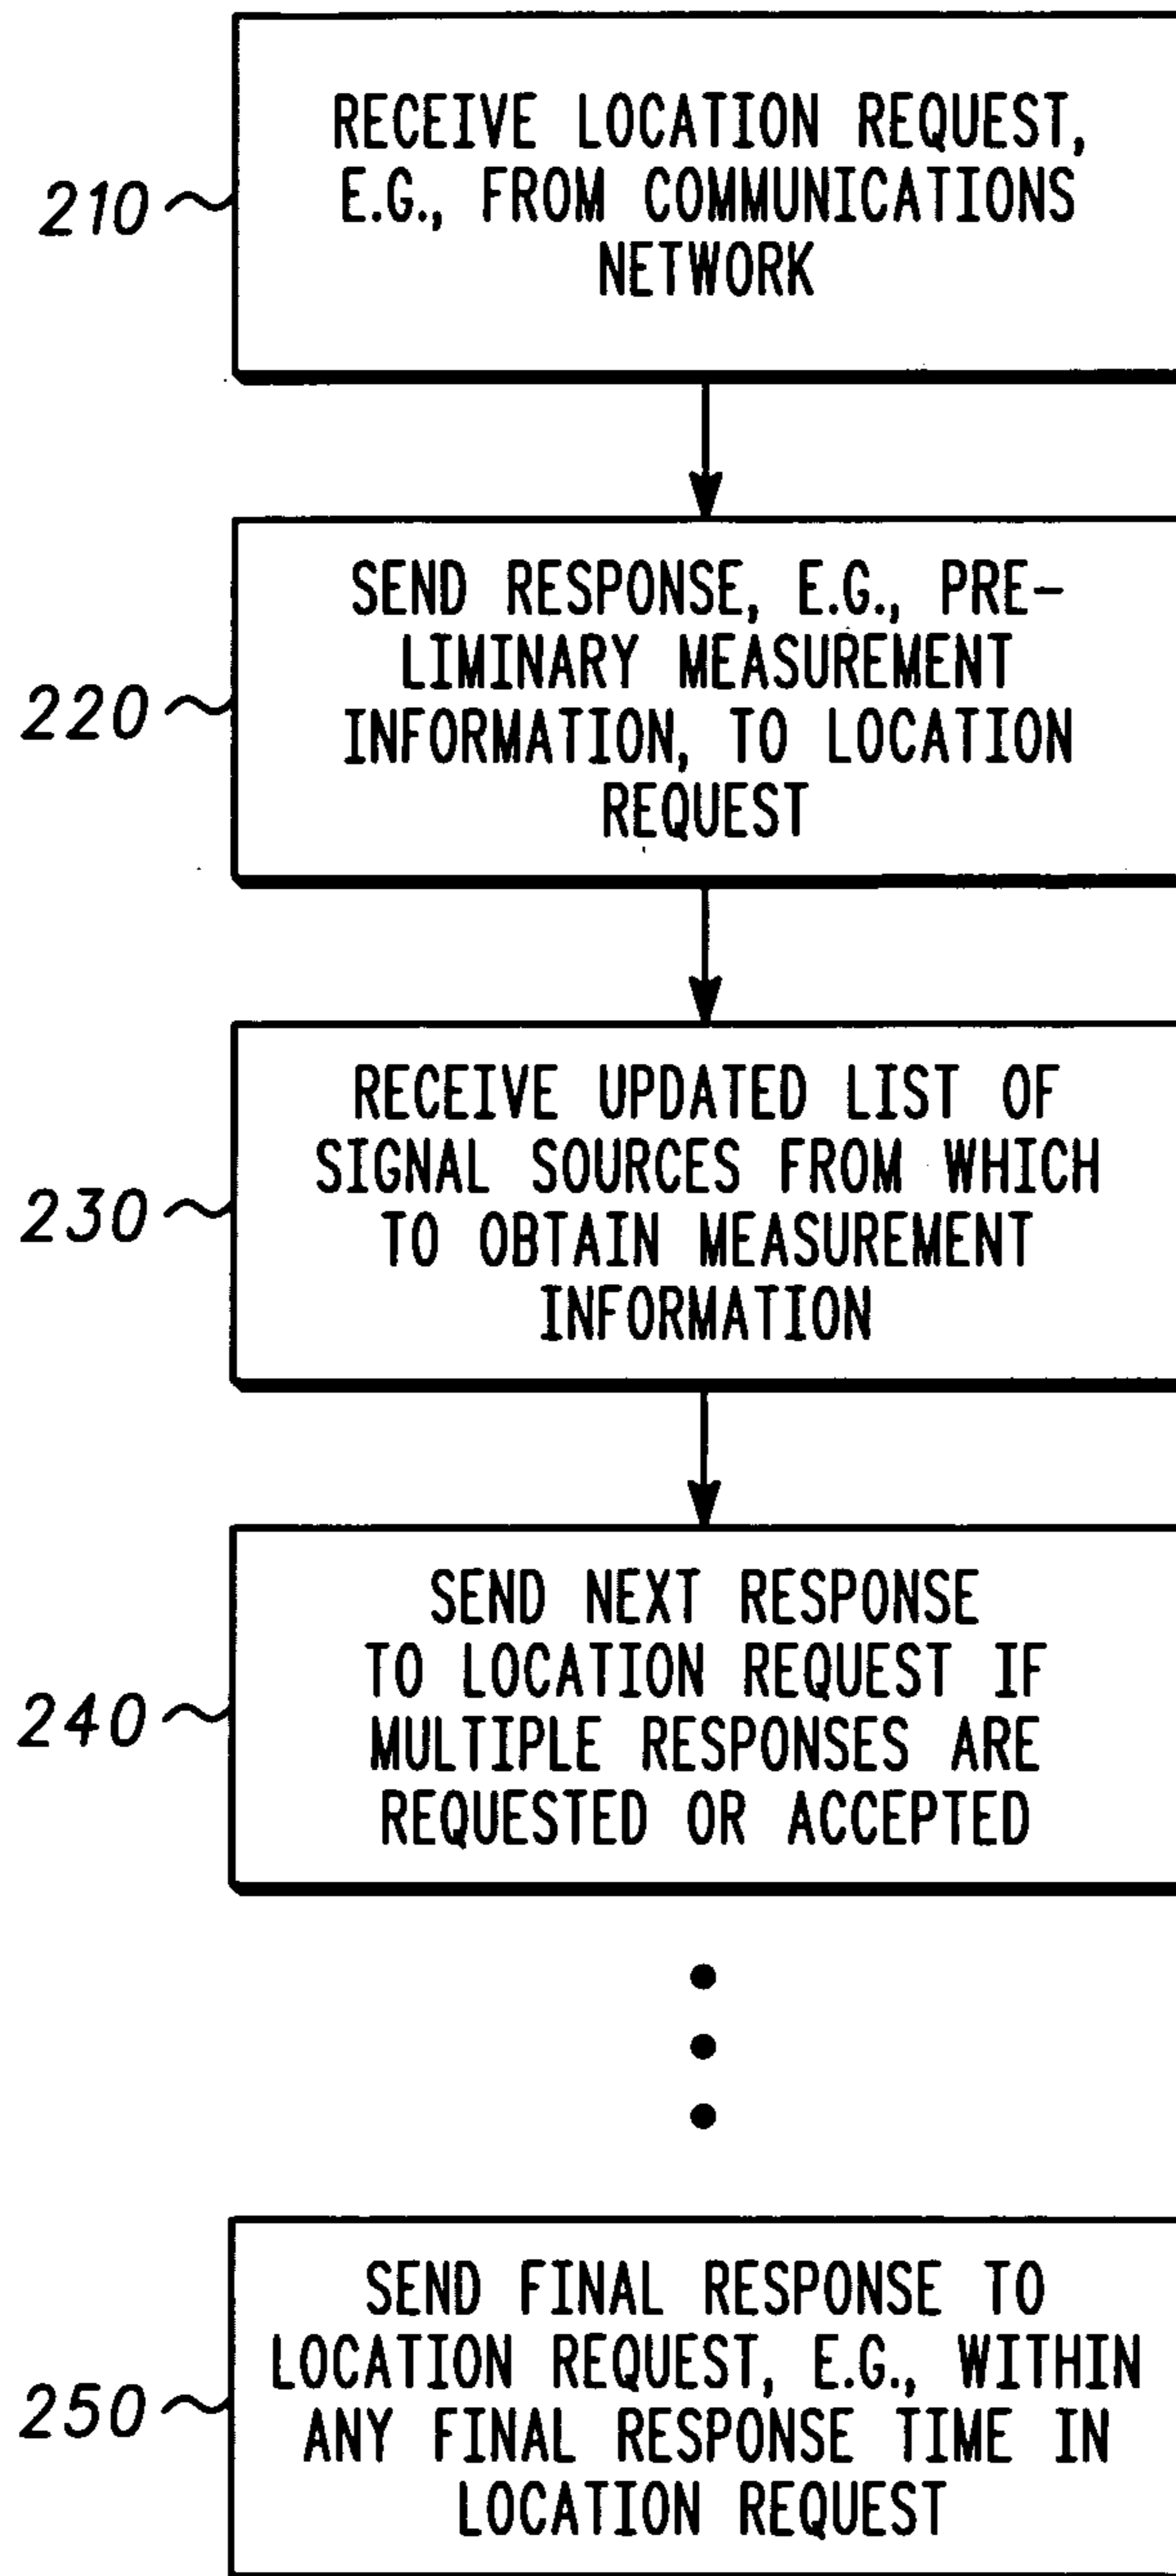 RECEIVE LOCATION REQUEST,
E.G., FROM COMMUNICATIONS
NETWORK
210
SEND RESPONSE, E.G., PRE-
LIMINARY MEASUREMENT
INFORMATION, TO LOCATION
REQUEST
220
RECEIVE UPDATED LIST OF
SIGNAL SOURCES FROM WHICH
TO OBTAIN MEASUREMENT
INFORMATION
230
SEND NEXT RESPONSE
TO LOCATION REQUEST IF
MULTIPLE RESPONSES ARE
REQUESTED OR ACCEPTED
240
SEND FINAL RESPONSE TO
LOCATION REQUEST, E.G., WITHIN
ANY FINAL RESPONSE TIME IN
LOCATION REQUEST
250